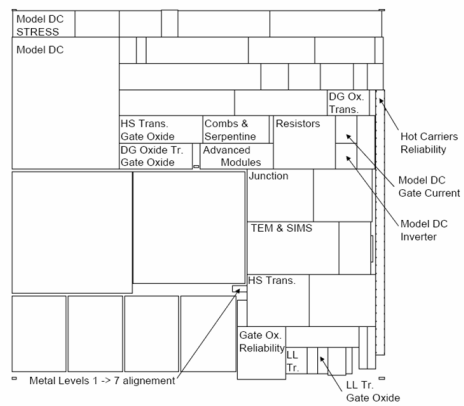 Model DC
STRESS
Model DC
DG Ox.
Trans.
HS Trans.
Gate Oxide
Combs &
Serpentine
Resistors
Hot Carriers
Reliability
DG Oxide Tr.
Gate Oxide
Advanced
Modules
Junction
Model DC
Gate Current
Model DC
Inverter
TEM & SIMS
HS Trans.
Gate Ox.
Reliability
LL
Tr.
Metal Levels 1 -> 7 alignement
LL Tr.
Gate Oxide